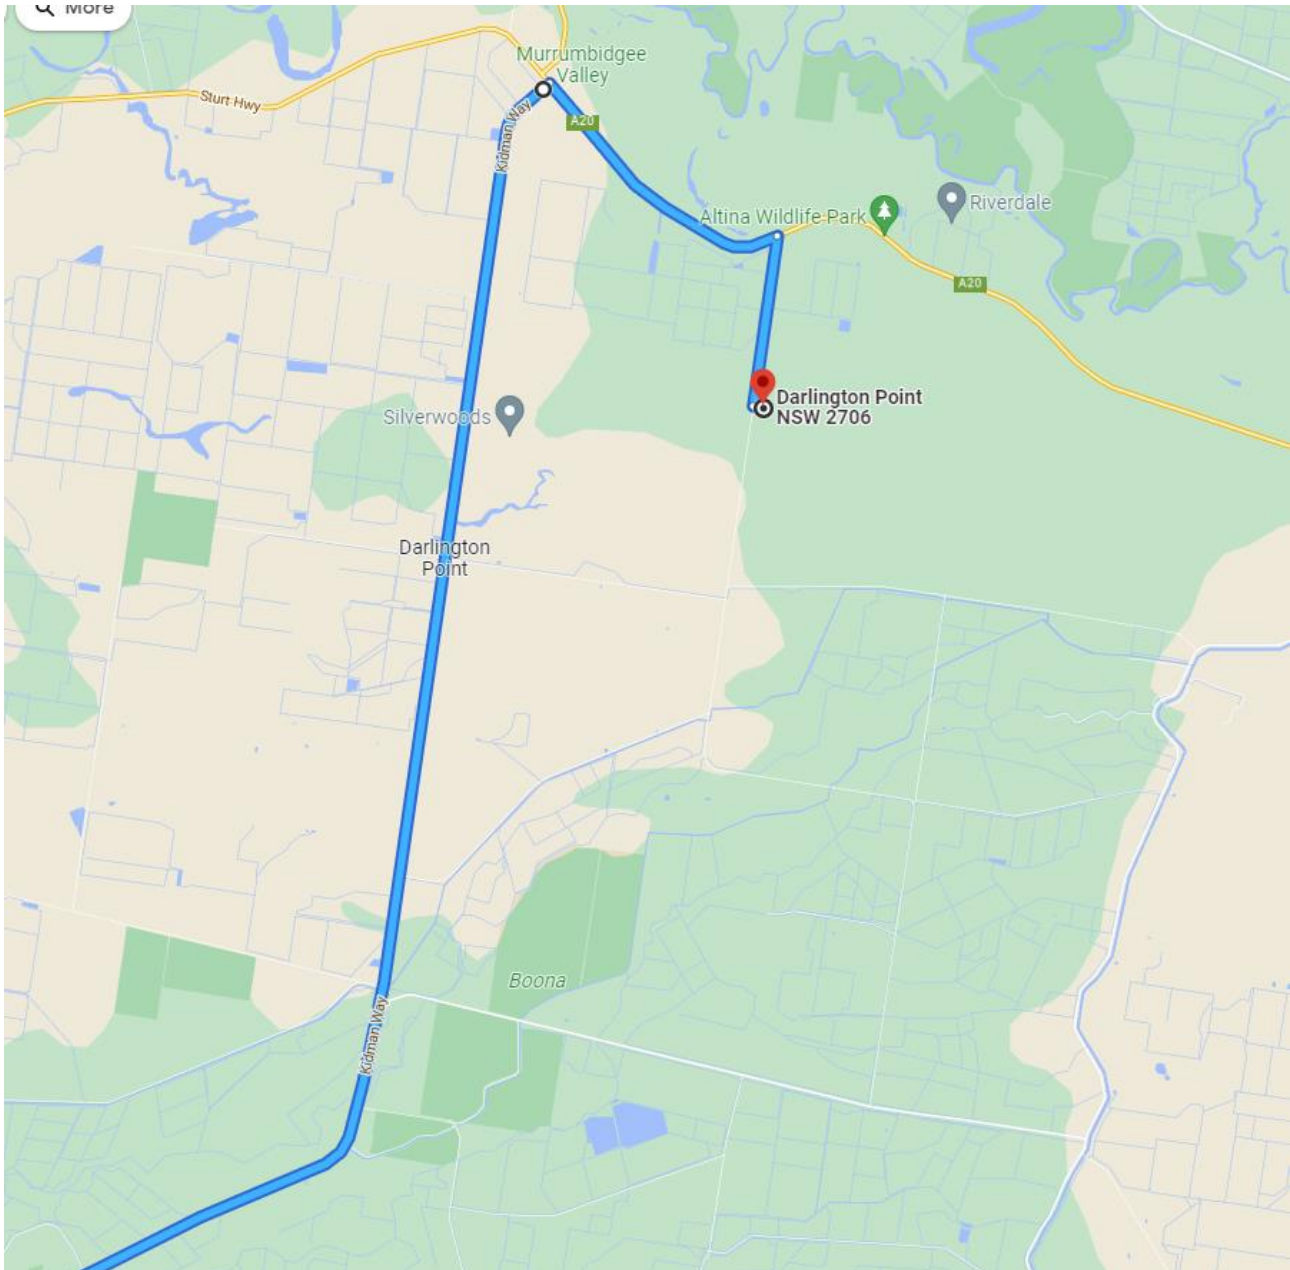 More
Murrumbidgee
Valley
Sturt Hwy
Kidman Way
A20
Altina Wildlife Park
Riverdale
A20
Darlington Point
NSW 2706
Silverwoods
Darlington
Point
Boona
Kidman Way